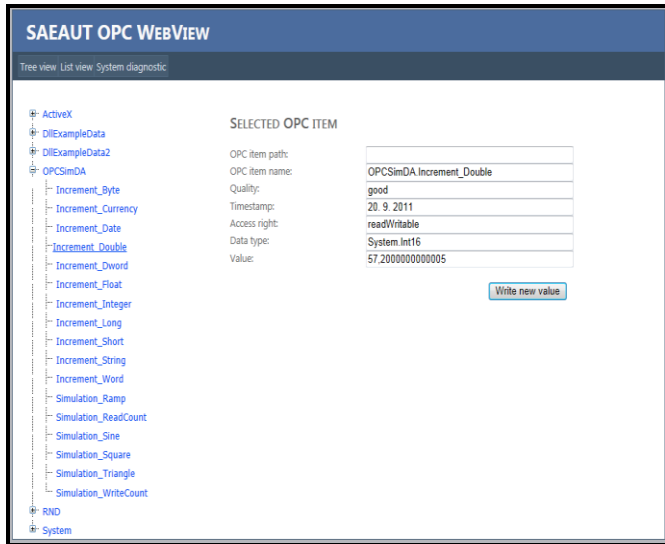 SAEAUT OPC WEBVIEW
Tree view List view System diagnostic
ActiveX
DllExampleData
DllExampleData2
OPCSimDA
Increment_Byte
Increment_Currency
Increment_Date
Increment_Double
Increment_Dword
Increment_Float
Increment_Integer
Increment_Long
Increment_Short
Increment_String
Increment_Word
Simulation_Ramp
Simulation_ReadCount
Simulation_Sine
Simulation_Square
Simulation_Triangle
Simulation_WriteCount
RND
System
SELECTED OPC ITEM
OPC item path:
OPC item name: OPCSimDA.Increment_Double
Quality: good
Timestamp: 20. 9. 2011
Access right: readWritable
Data type: System.Int16
Value: 57,2000000000005
Write new value